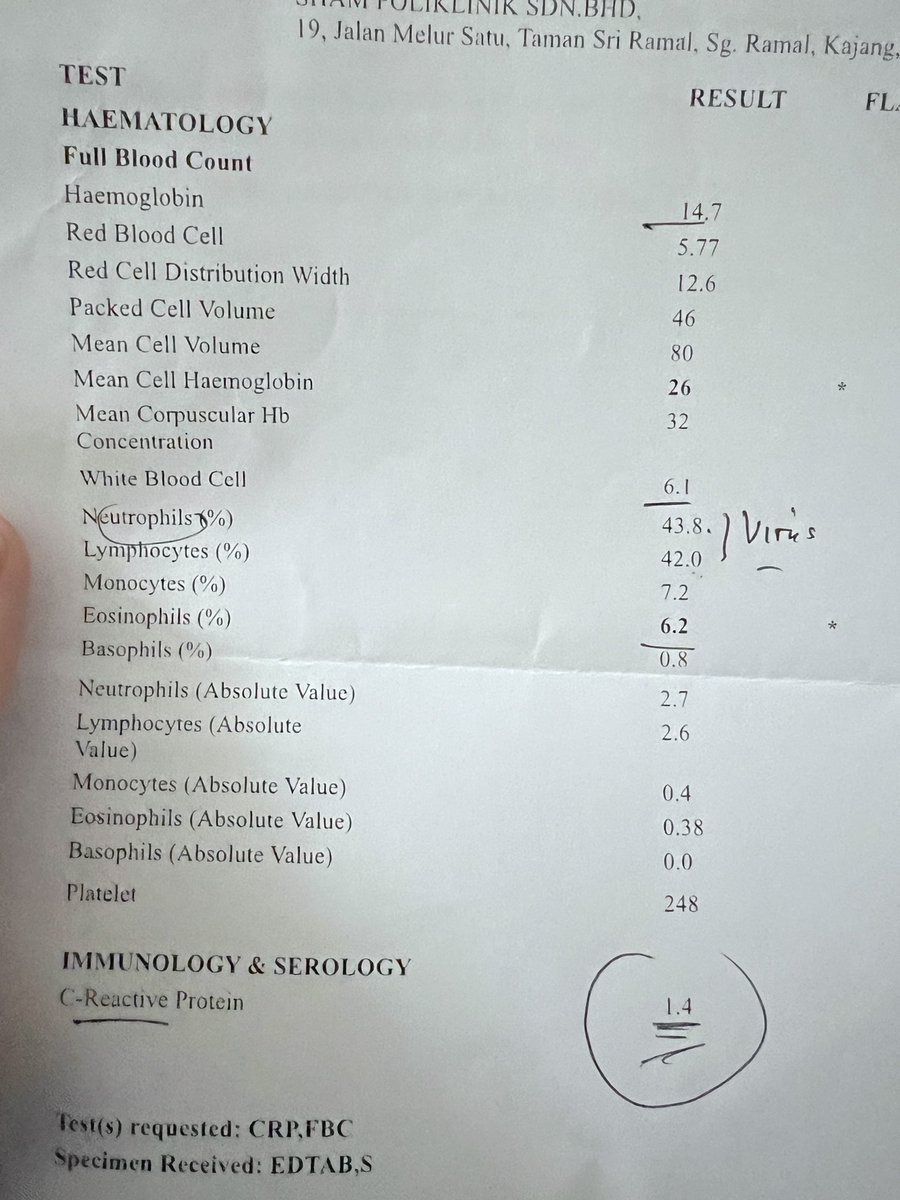 SHAM POLIKLINIK SDN.BHD,
19, Jalan Melur Satu, Taman Sri Ramal, Sg. Ramal, Kajang,
TEST RESULT FLA
HAEMATOLOGY
Full Blood Count
Haemoglobin 14.7
Red Blood Cell 5.77
Red Cell Distribution Width 12.6
Packed Cell Volume 46
Mean Cell Volume 80
Mean Cell Haemoglobin 26 *
Mean Corpuscular Hb 32
Concentration
White Blood Cell 6.1
Neutrophils (%) 43.8 } Virus
Lymphocytes (%) 42.0
Monocytes (%) 7.2
Eosinophils (%) 6.2 *
Basophils (%) 0.8
Neutrophils (Absolute Value) 2.7
Lymphocytes (Absolute 2.6
Value)
Monocytes (Absolute Value) 0.4
Eosinophils (Absolute Value) 0.38
Basophils (Absolute Value) 0.0
Platelet 248
IMMUNOLOGY & SEROLOGY
C-Reactive Protein 1.4
Test(s) requested: CRP,FBC
Specimen Received: EDTAB,S